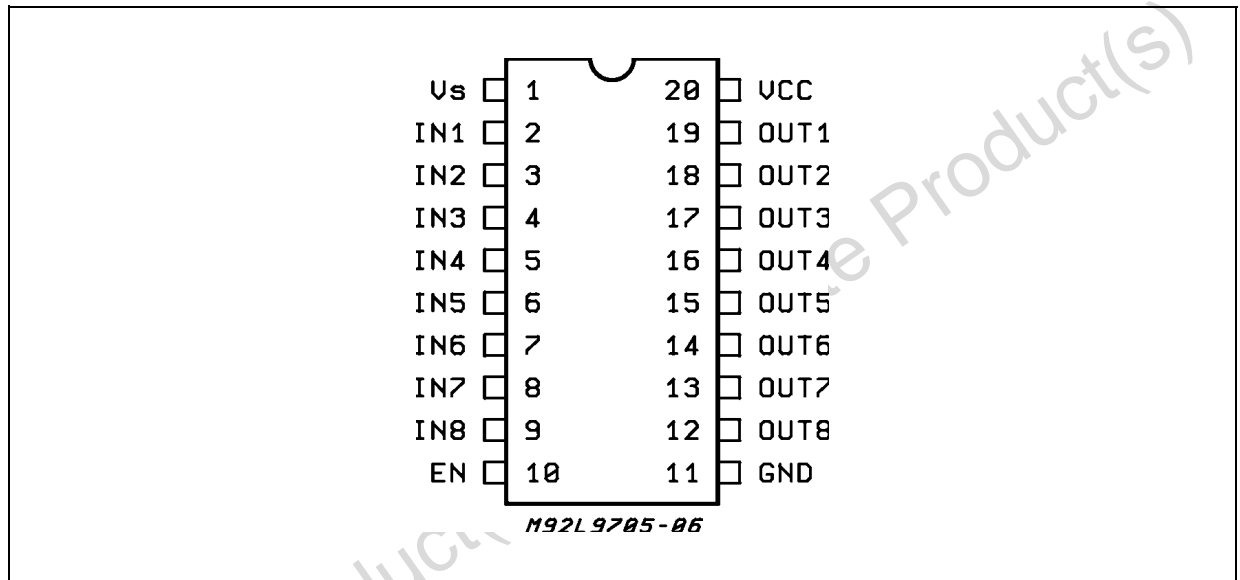 Vs 1 20 VCC
IN1 2 19 OUT1
IN2 3 18 OUT2
IN3 4 17 OUT3
IN4 5 16 OUT4
IN5 6 15 OUT5
IN6 7 14 OUT6
IN7 8 13 OUT7
IN8 9 12 OUT8
EN 10 11 GND
M92L9705-06
Product(s)